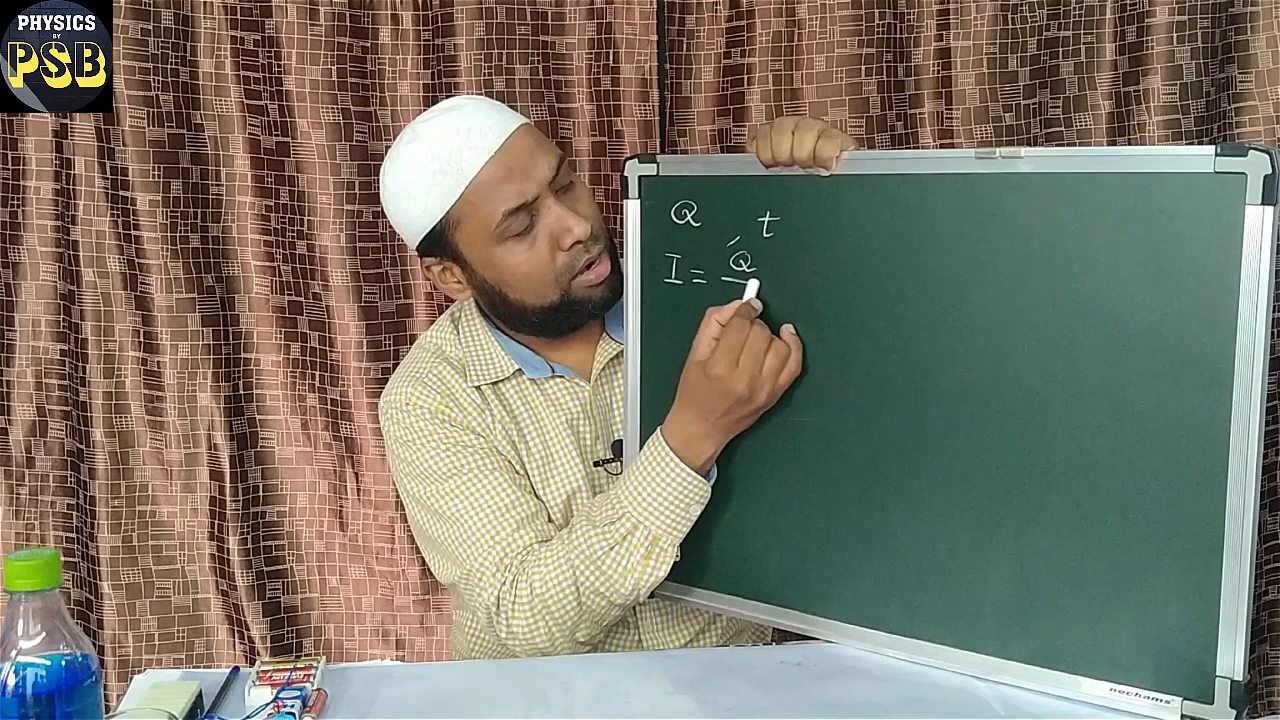 PHYSICS
BY
PSB
Q t
I = Q
nechams